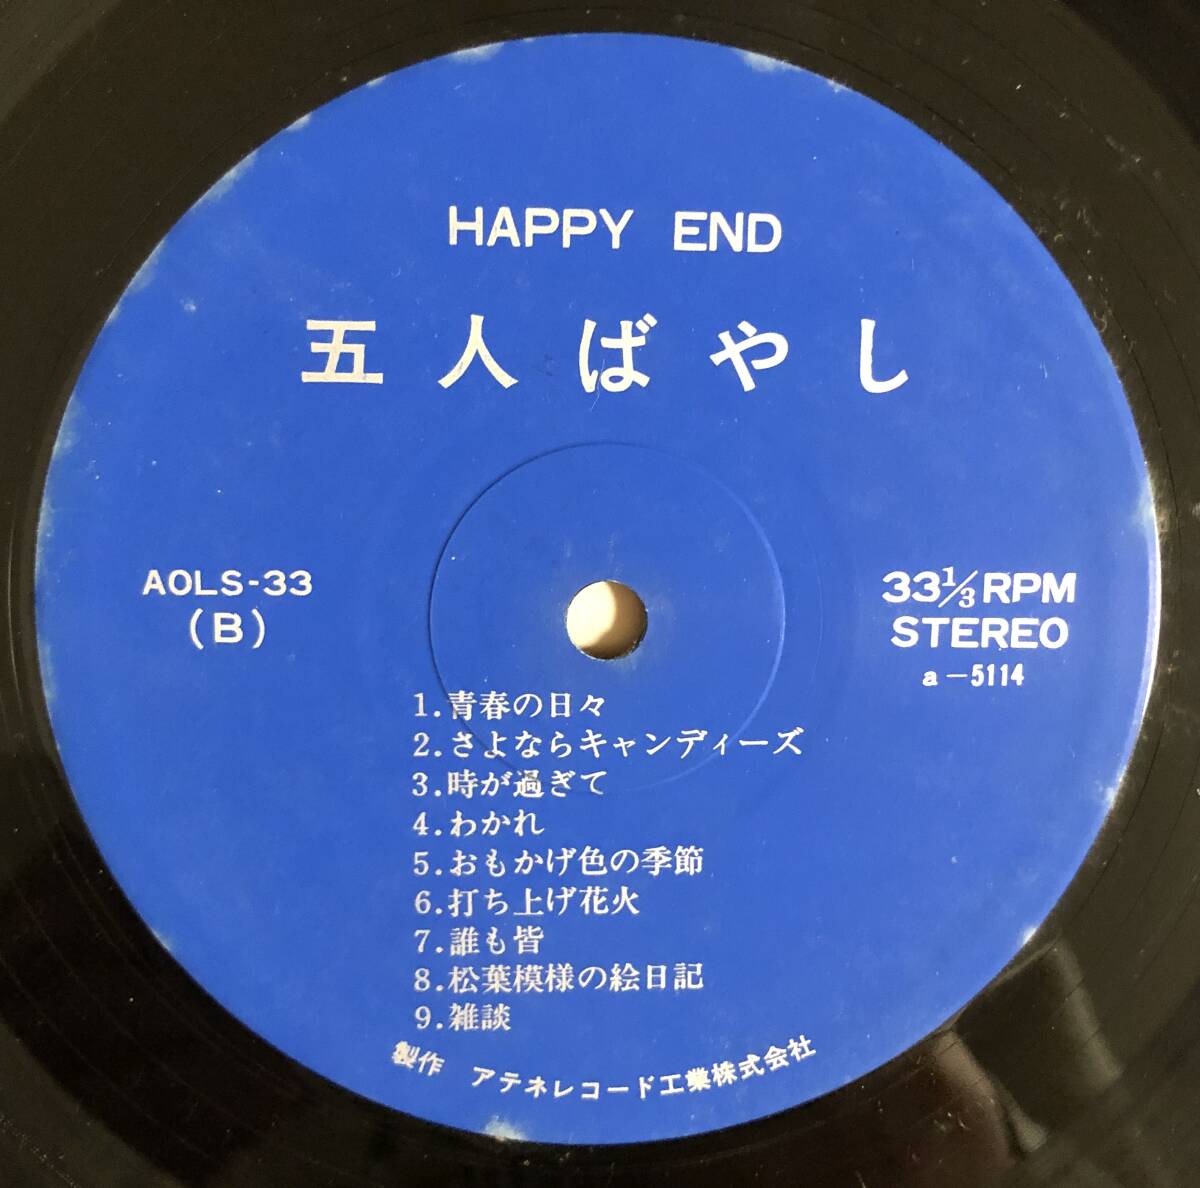 HAPPY END
五人ばやし
AOLS-33
(B)
33⅓ RPM
STEREO
a-5114
1.青春の日々
2.さよならキャンディーズ
3.時が過ぎて
4.わかれ
5.おもかげ色の季節
6.打ち上げ花火
7.誰も皆
8.松葉模様の絵日記
9.雑談
製作 アテネレコード工業株式会社